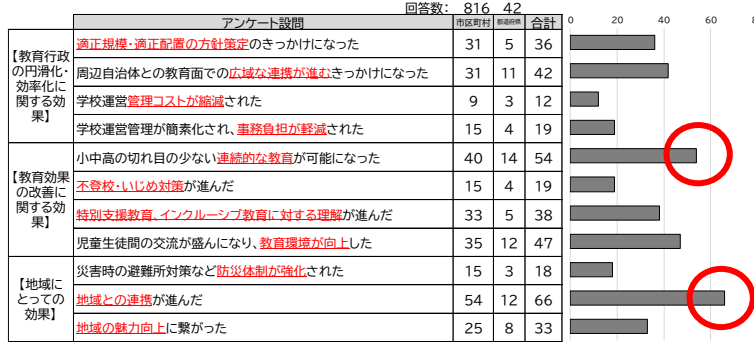 回答数: 816 42
アンケート設問 市区町村 都道府県 合計 0 20 40 60 8
【教育行政の円滑化・効率化に関する効果】
適正規模・適正配置の方針策定のきっかけになった 31 5 36
周辺自治体との教育面での広域な連携が進むきっかけになった 31 11 42
学校運営管理コストが縮減された 9 3 12
学校運営管理が簡素化され、事務負担が軽減された 15 4 19
【教育効果の改善に関する効果】
小中高の切れ目の少ない連続的な教育が可能になった 40 14 54
不登校・いじめ対策が進んだ 15 4 19
特別支援教育、インクルーシブ教育に対する理解が進んだ 33 5 38
児童生徒間の交流が盛んになり、教育環境が向上した 35 12 47
【地域にとっての効果】
災害時の避難所対策など防災体制が強化された 15 3 18
地域との連携が進んだ 54 12 66
地域の魅力向上に繋がった 25 8 33